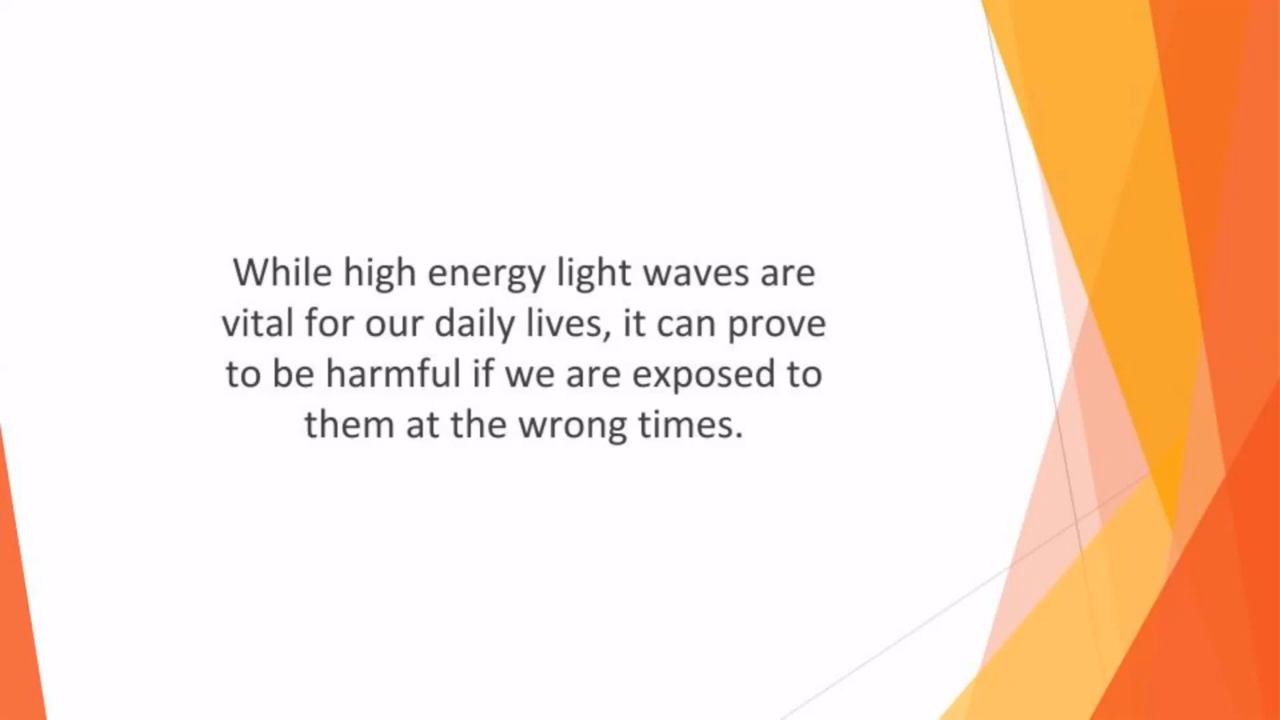 While high energy light waves are
vital for our daily lives, it can prove
to be harmful if we are exposed to
them at the wrong times.